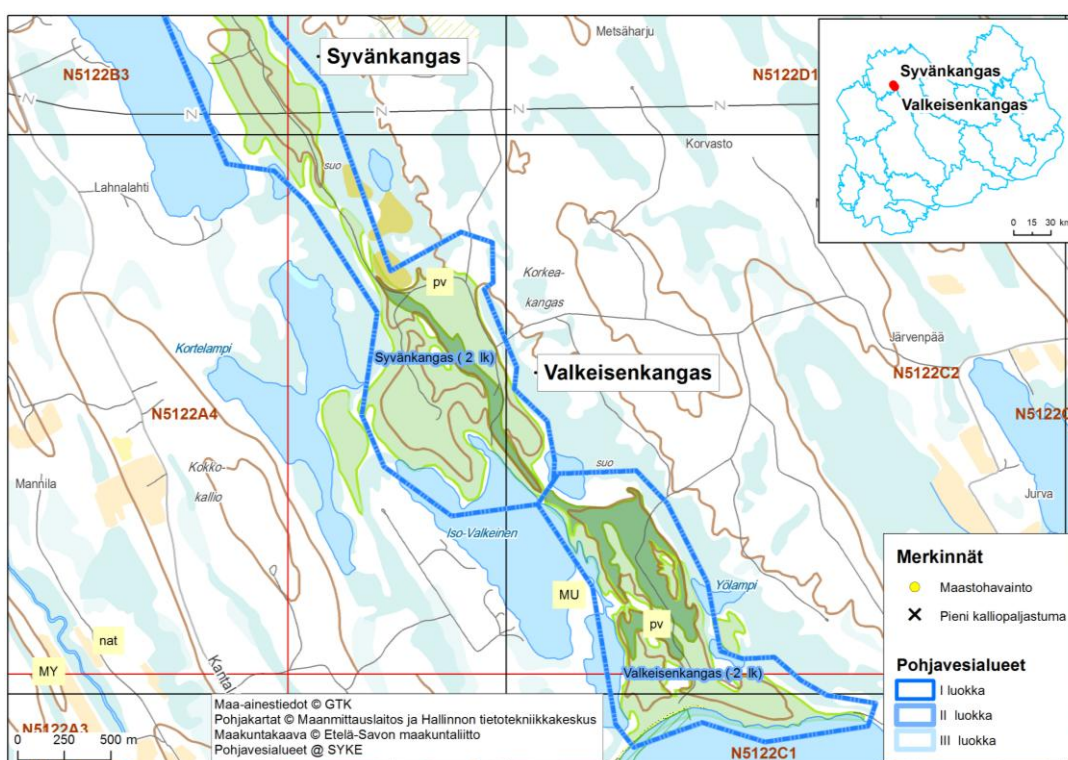 N5122B3
Syvänkangas
Metsäharju
N5122D1
Syvänkangas
Valkeisenkangas
0 15 30 km
Z
Z
Z
Z
suo
Korvasto
Lahnalahti
pv
Korkea-
kangas
Järvenpää
Kortelampi
Syvänkangas ( 2 lk)
Valkeisenkangas
N5122C2
N5122A4
Kokko-
kallio
Mannila
suo
Jurva
Iso-Valkeinen
Yölampi
MU
pv
nat
MY
Kantal
Valkeisenkangas ( 2 lk)
N5122A3
0 250 500 m
Maa-ainestiedot © GTK
Pohjakartat © Maanmittauslaitos ja Hallinnon tietotekniikkakeskus
Maakuntakaava © Etelä-Savon maakuntaliitto
Pohjavesialueet @ SYKE
N5122C1
Merkinnät
Maastohavainto
Pieni kalliopaljastuma
Pohjavesialueet
I luokka
II luokka
III luokka